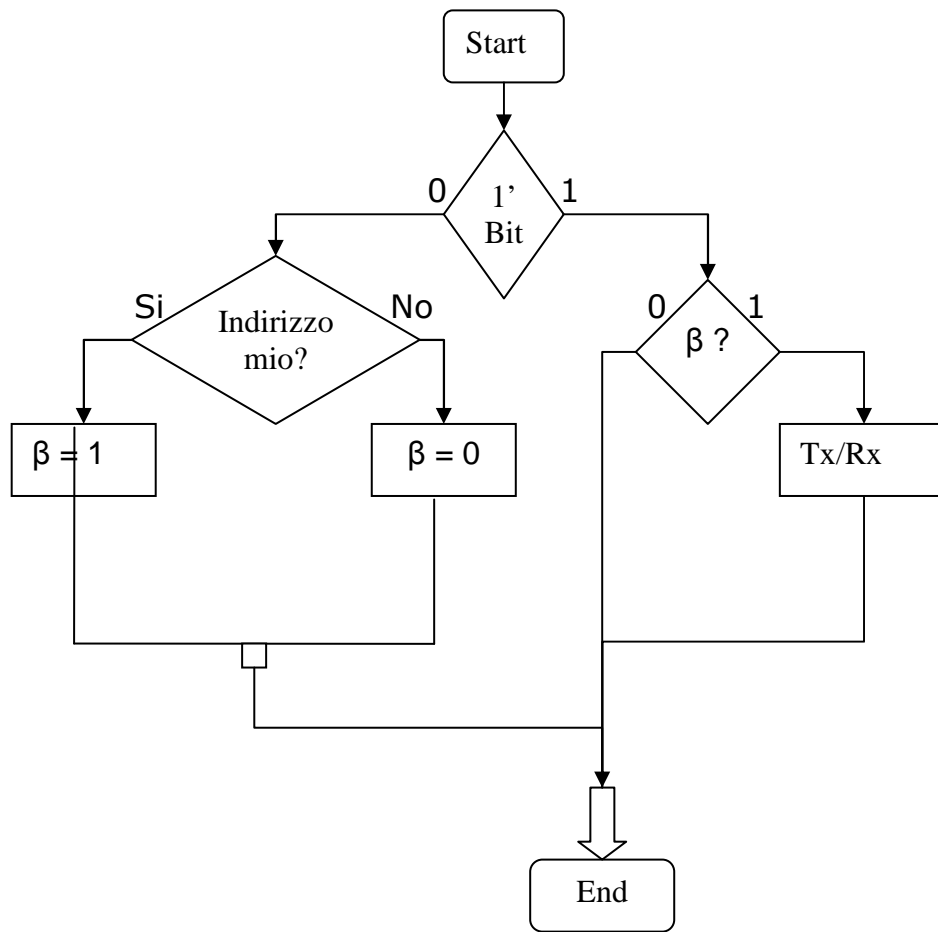 Start
0
1’
Bit
1
Si
Indirizzo
mio?
No
0
β ?
1
β = 1
β = 0
Tx/Rx
End